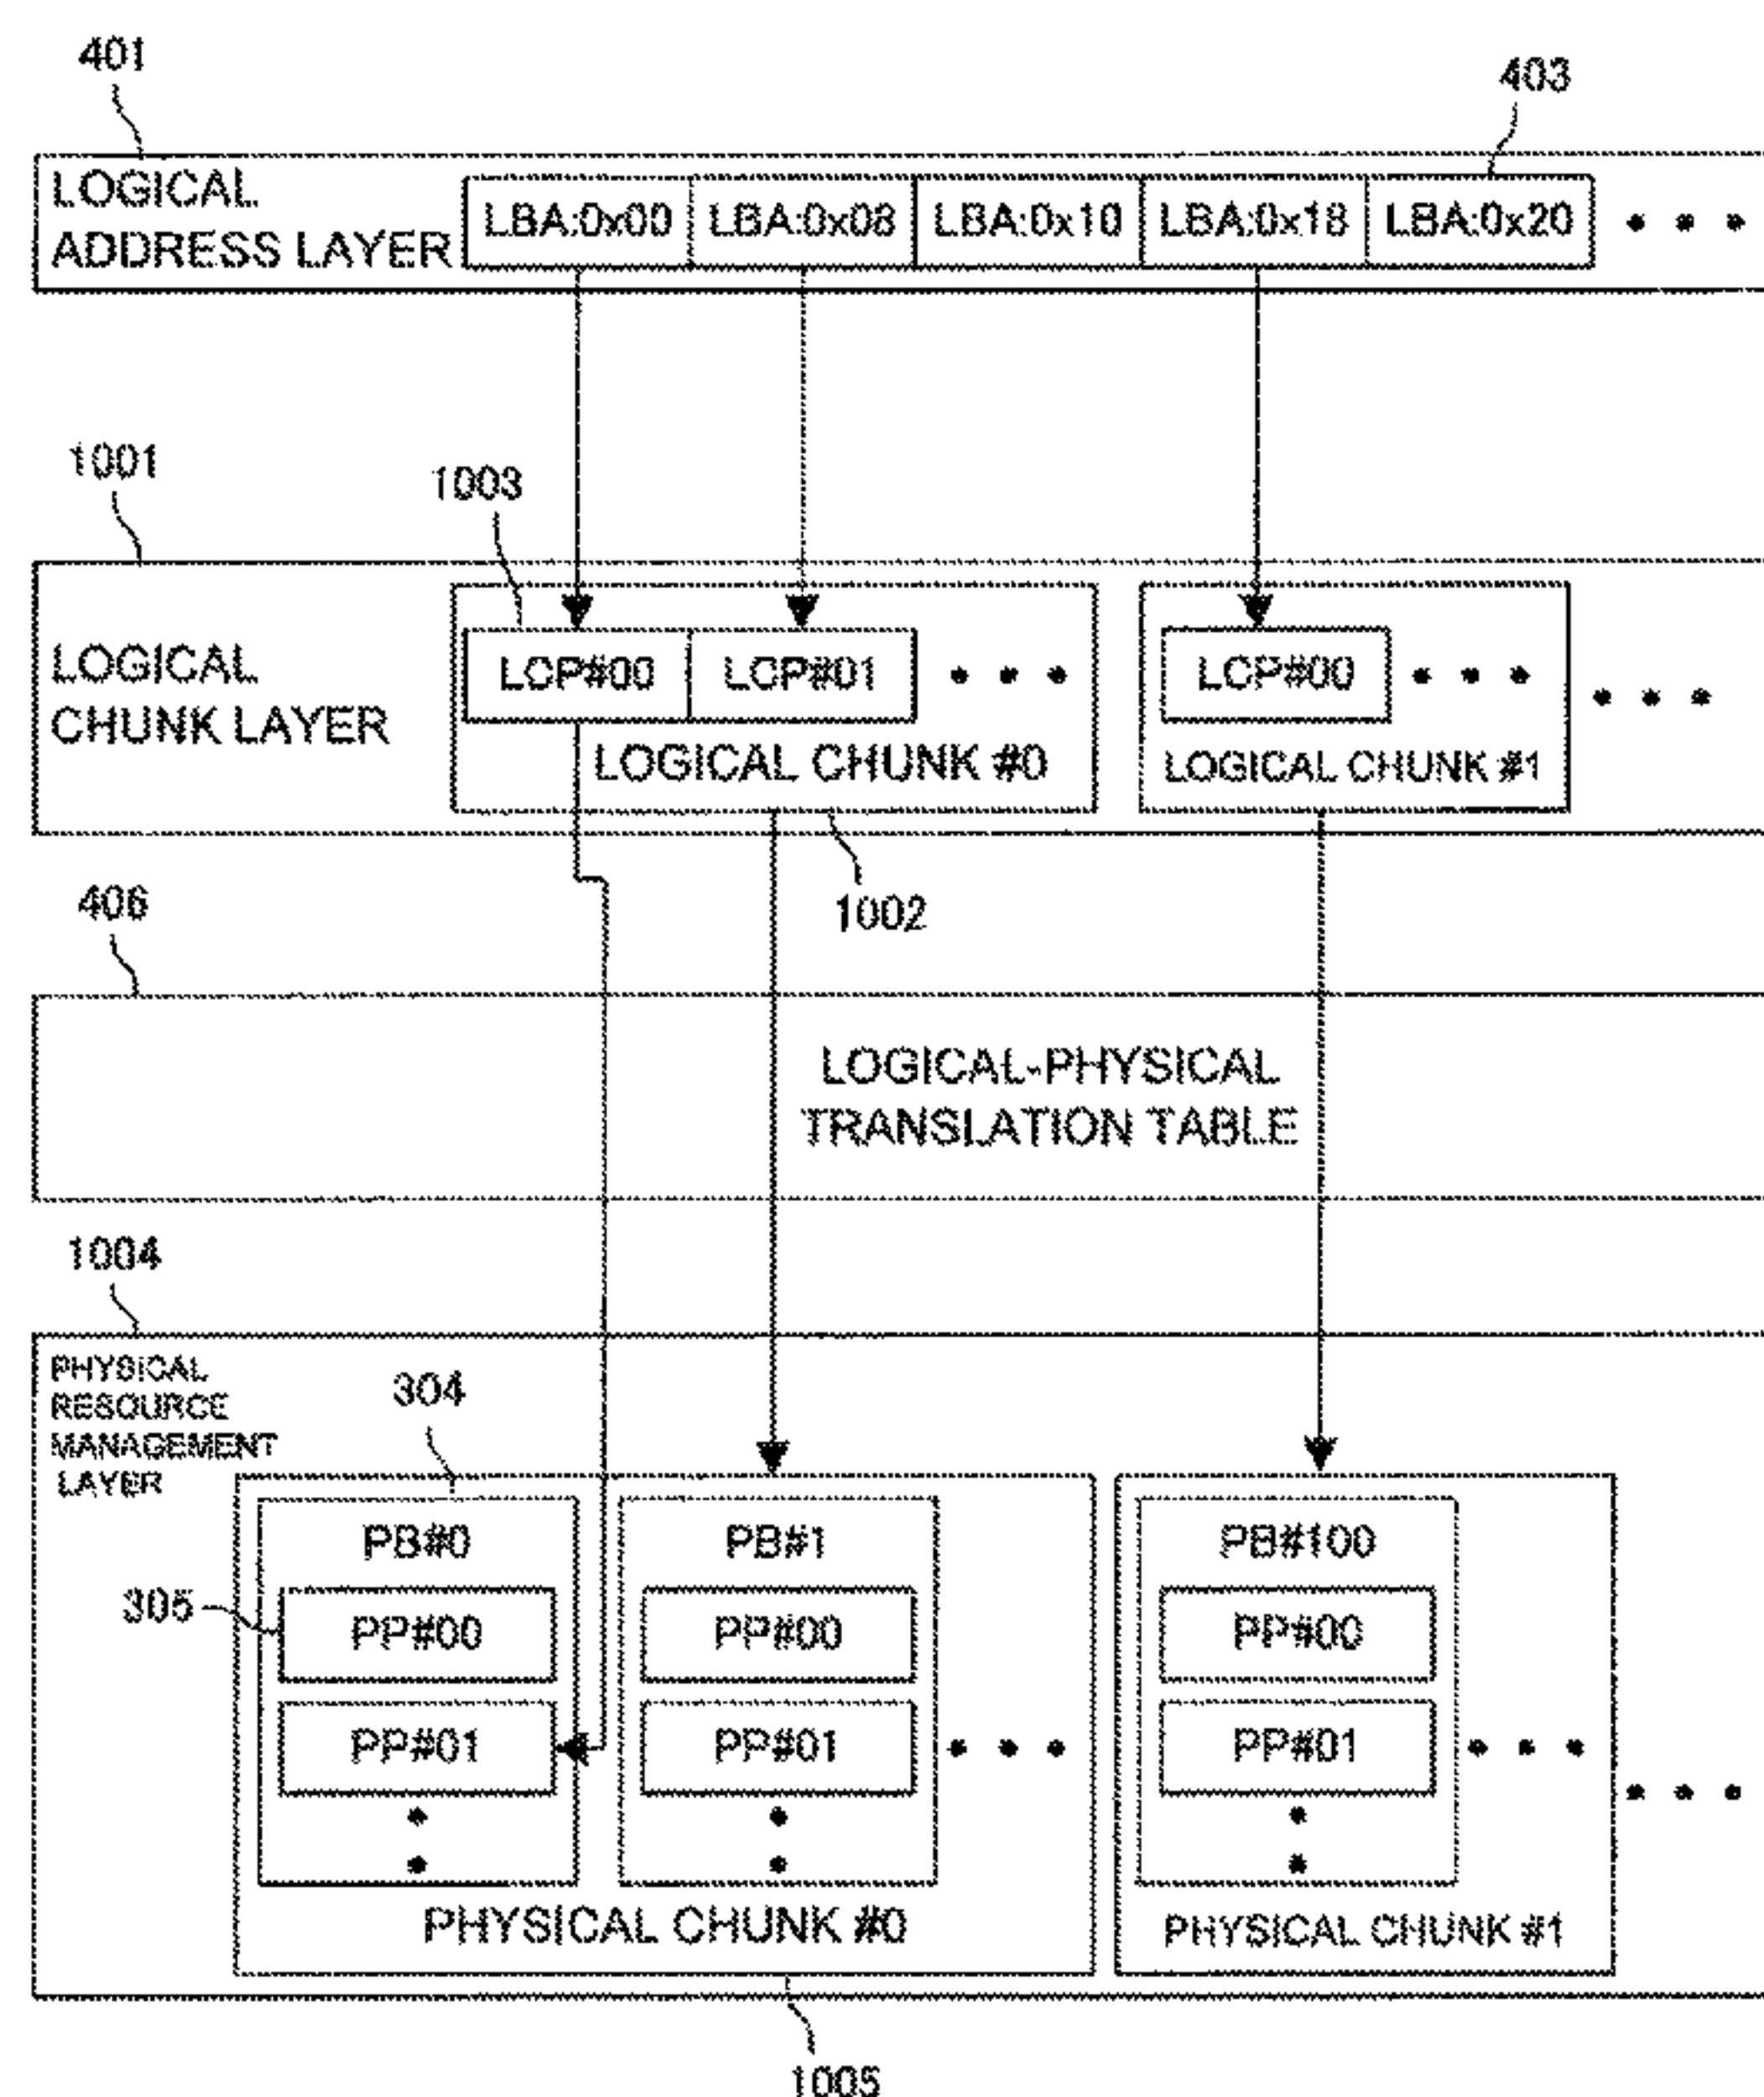 401
403
LOGICAL
ADDRESS LAYER
LBA:0x00 LBA:0x08 LBA:0x10 LBA:0x18 LBA:0x20 • • •
1001
1003
LOGICAL
CHUNK LAYER
LCP#00 LCP#01 • • •
LOGICAL CHUNK #0
LCP#00 • • •
LOGICAL CHUNK #1
• • •
1002
406
LOGICAL-PHYSICAL
TRANSLATION TABLE
1004
PHYSICAL
RESOURCE
MANAGEMENT
LAYER
304
305
PB#0
PP#00
PP#01
PB#1
PP#00
PP#01
• • •
PHYSICAL CHUNK #0
PB#100
PP#00
PP#01
• • •
PHYSICAL CHUNK #1
• • •
1005